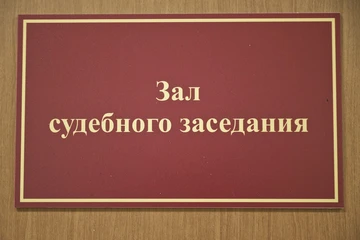 Зал
судебного заседания